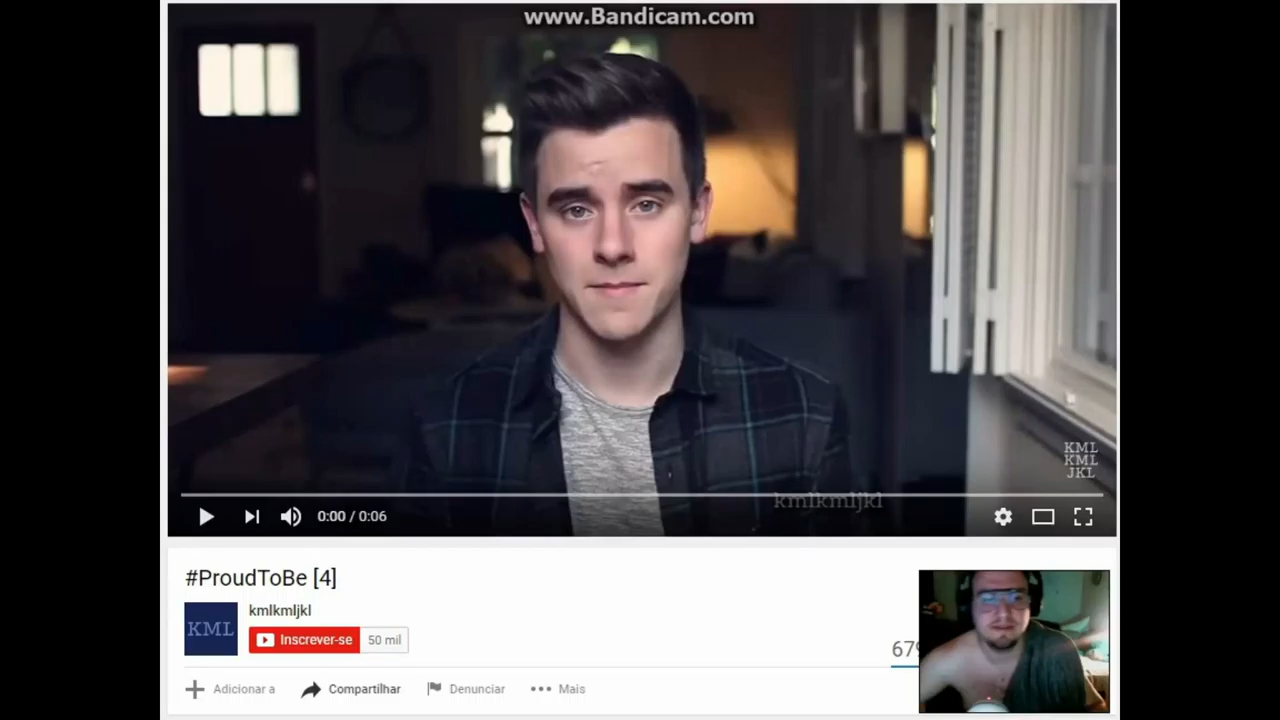 www.Bandicam.com
KML
KML
JKL
kmlkmljkl
0:00 / 0:06
#ProudToBe [4]
KML
kmlkmljkl
Inscrever-se
50 mil
679
Adicionar a
Compartilhar
Denunciar
Mais